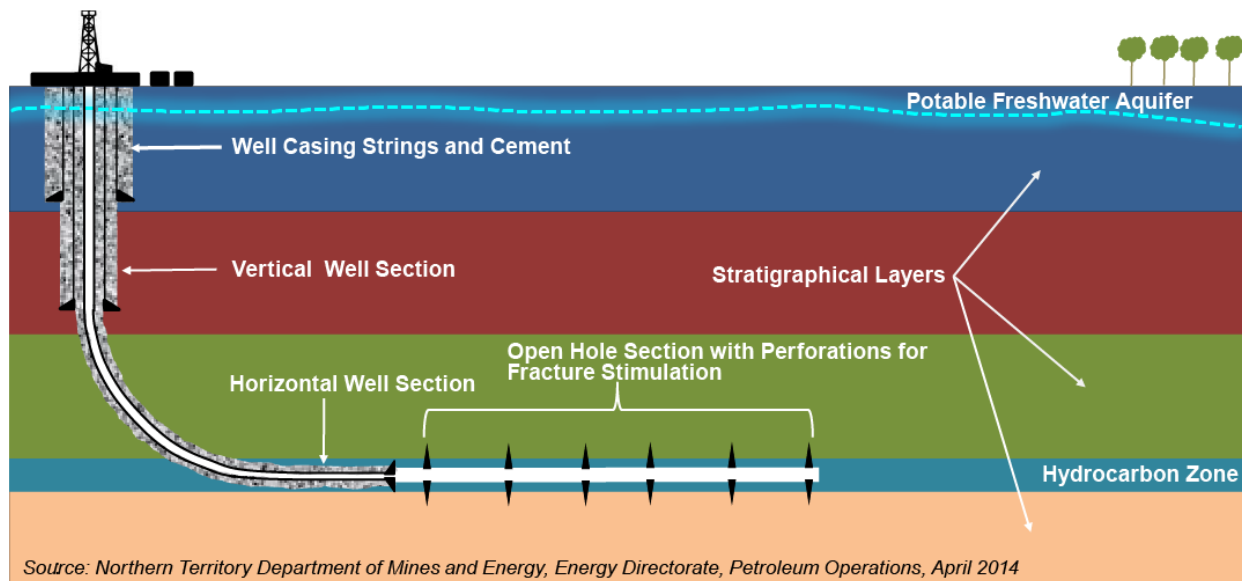 Potable Freshwater Aquifer
Well Casing Strings and Cement
Vertical Well Section
Stratigraphical Layers
Open Hole Section with Perforations for
Fracture Stimulation
Horizontal Well Section
Hydrocarbon Zone
Source: Northern Territory Department of Mines and Energy, Energy Directorate, Petroleum Operations, April 2014